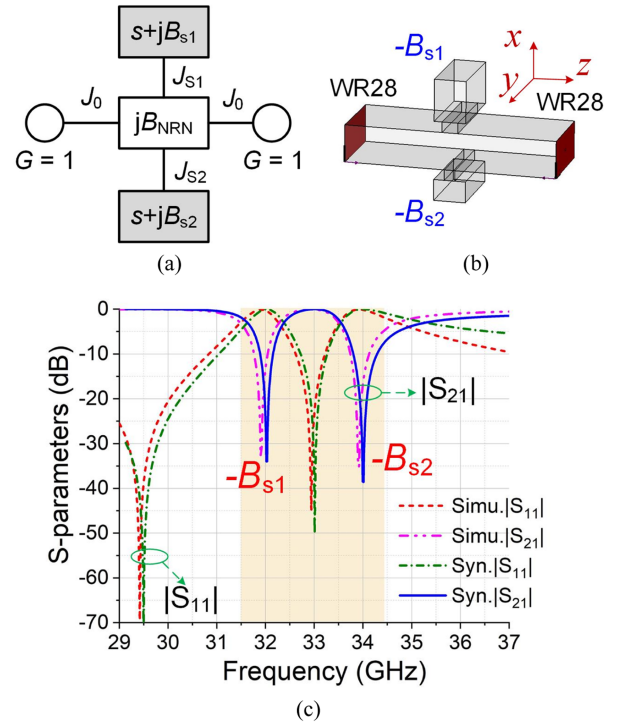 s+jBs1
JS1
J0
jBNRN
J0
G = 1
G = 1
JS2
s+jBs2
(a)
-Bs1
x
y
z
WR28
WR28
-Bs2
(b)
S-parameters (dB)
0
-10
-20
-30
-40
-50
-60
-70
|S21|
-Bs1
-Bs2
|S11|
Simu.|S11|
Simu.|S21|
Syn.|S11|
Syn.|S21|
29 30 31 32 33 34 35 36 37
Frequency (GHz)
(c)